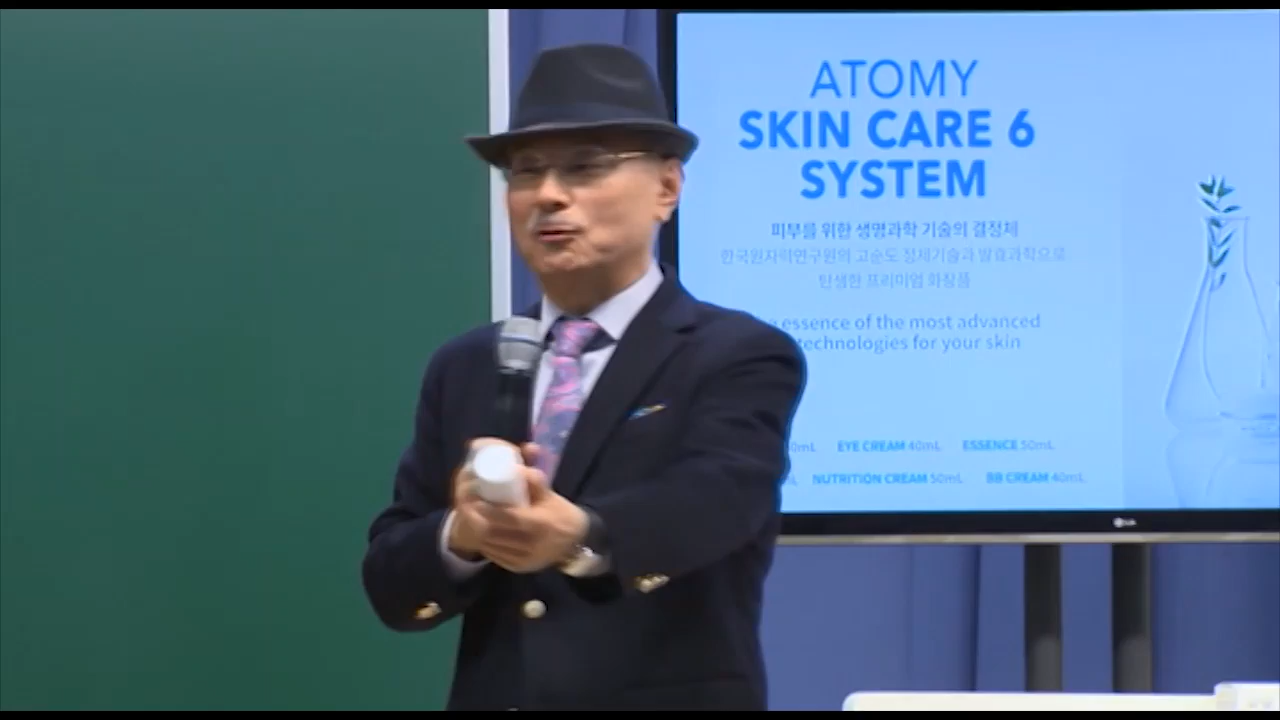 ATOMY
SKIN CARE 6
SYSTEM
피부를 위한 생명과학 기술의 결정체
한국원자력연구원의 고순도 정제기술과 발효과학으로
탄생한 프리미엄 화장품
essence of the most advanced
technologies for your skin
EYE CREAM 40mL ESSENCE 50mL
NUTRITION CREAM 50mL BB CREAM 40mL
LG